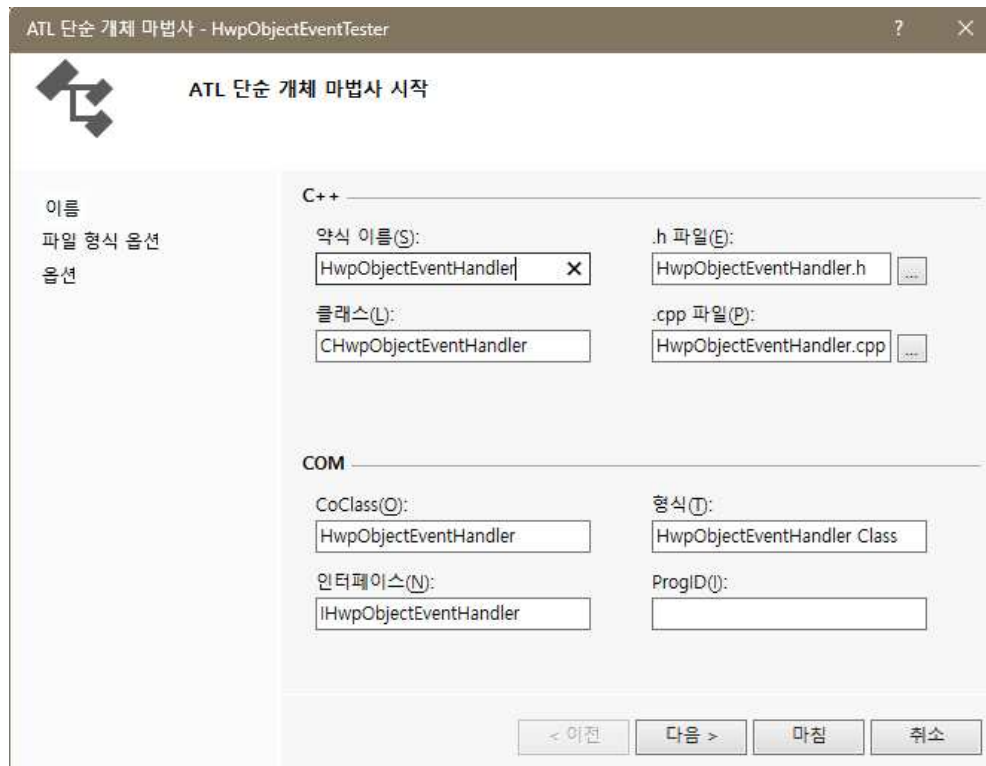 ATL 단순 개체 마법사 - HwpObjectEventTester ? ×
ATL 단순 개체 마법사 시작
이름
파일 형식 옵션
옵션
C++
약식 이름(S): .h 파일(E):
HwpObjectEventHandler × HwpObjectEventHandler.h ...
클래스(L): .cpp 파일(P):
CHwpObjectEventHandler HwpObjectEventHandler.cpp ...
COM
CoClass(O): 형식(T):
HwpObjectEventHandler HwpObjectEventHandler Class
인터페이스(N): ProgID(I):
IHwpObjectEventHandler
< 이전 다음 > 마침 취소